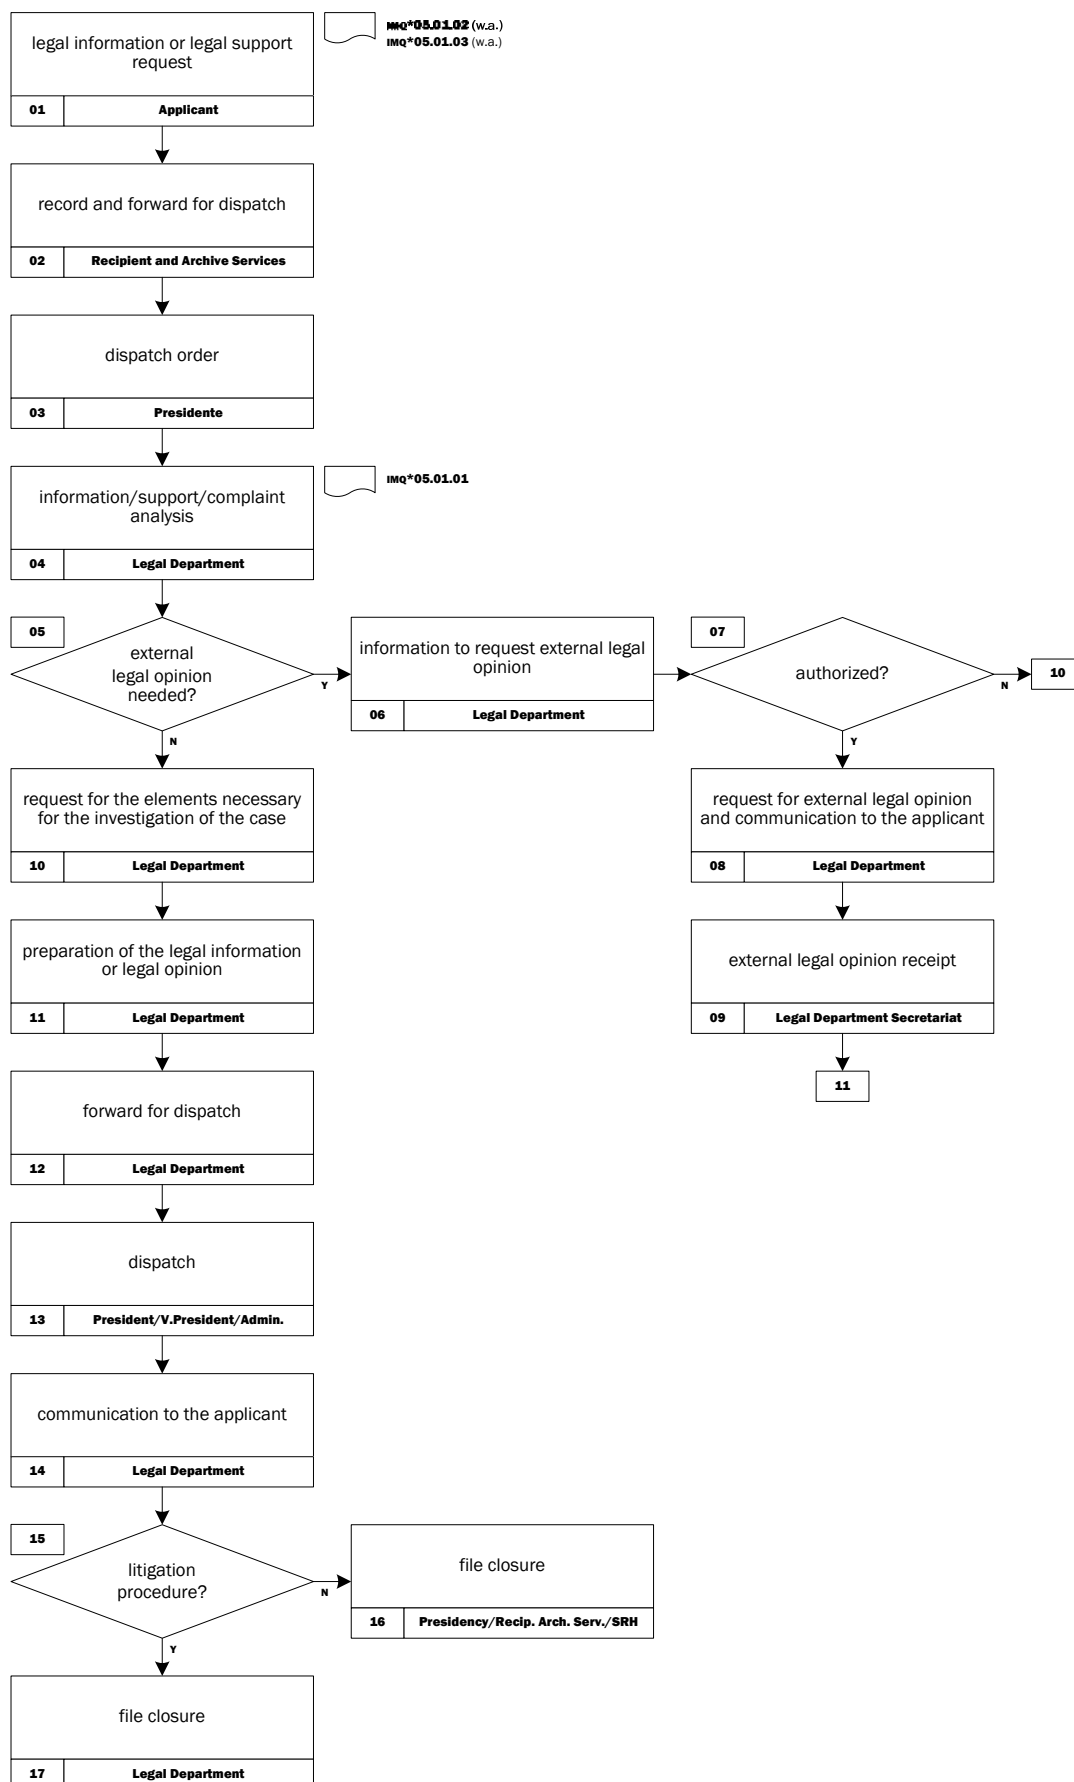 legal information or legal support
request
01 Applicant
IMQ*05.01.02 (w.a.)
IMQ*05.01.03 (w.a.)
record and forward for dispatch
02 Recipient and Archive Services
dispatch order
03 Presidente
information/support/complaint
analysis
04 Legal Department
IMQ*05.01.01
05
external
legal opinion
needed?
Y
N
information to request external legal
opinion
06 Legal Department
07
authorized?
N
10
Y
request for the elements necessary
for the investigation of the case
10 Legal Department
request for external legal opinion
and communication to the applicant
08 Legal Department
preparation of the legal information
or legal opinion
11 Legal Department
external legal opinion receipt
09 Legal Department Secretariat
11
forward for dispatch
12 Legal Department
dispatch
13 President/V.President/Admin.
communication to the applicant
14 Legal Department
15
litigation
procedure?
N
Y
file closure
16 Presidency/Recip. Arch. Serv./SRH
file closure
17 Legal Department